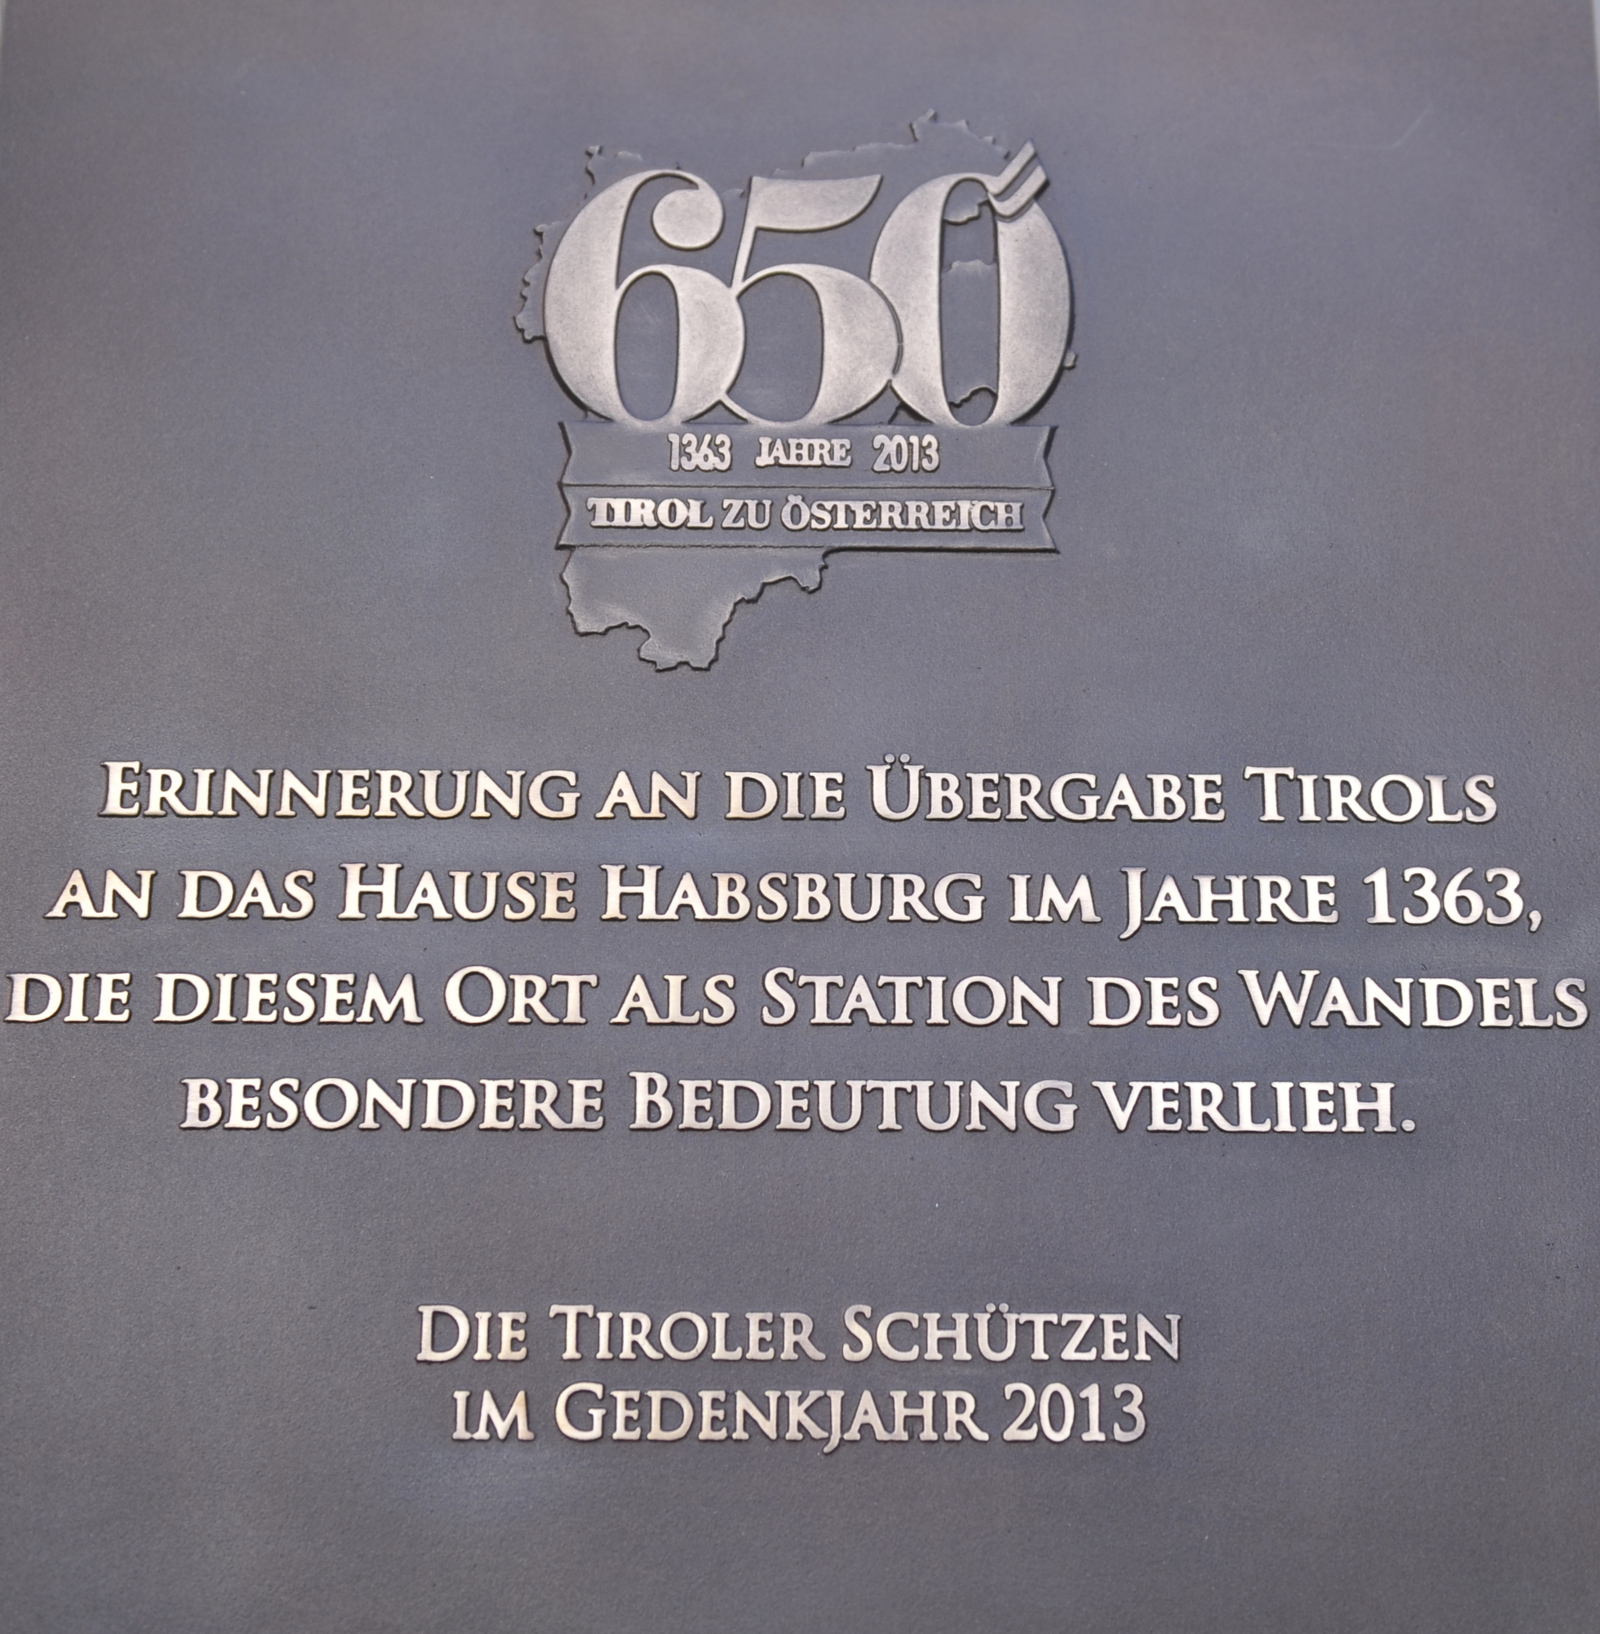 650
1363 JAHRE 2013
TIROL ZU ÖSTERREICH
ERINNERUNG AN DIE ÜBERGABE TIROLS
AN DAS HAUSE HABSBURG IM JAHRE 1363,
DIE DIESEM ORT ALS STATION DES WANDELS
BESONDERE BEDEUTUNG VERLIEH.
DIE TIROLER SCHÜTZEN
IM GEDENKJAHR 2013